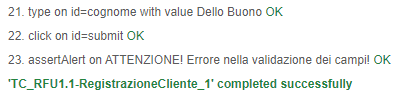 21. type on id=cognome with value Dello Buono OK
22. click on id=submit OK
23. assertAlert on ATTENZIONE! Errore nella validazione dei campi! OK
'TC_RFU1.1-RegistrazioneCliente_1' completed successfully